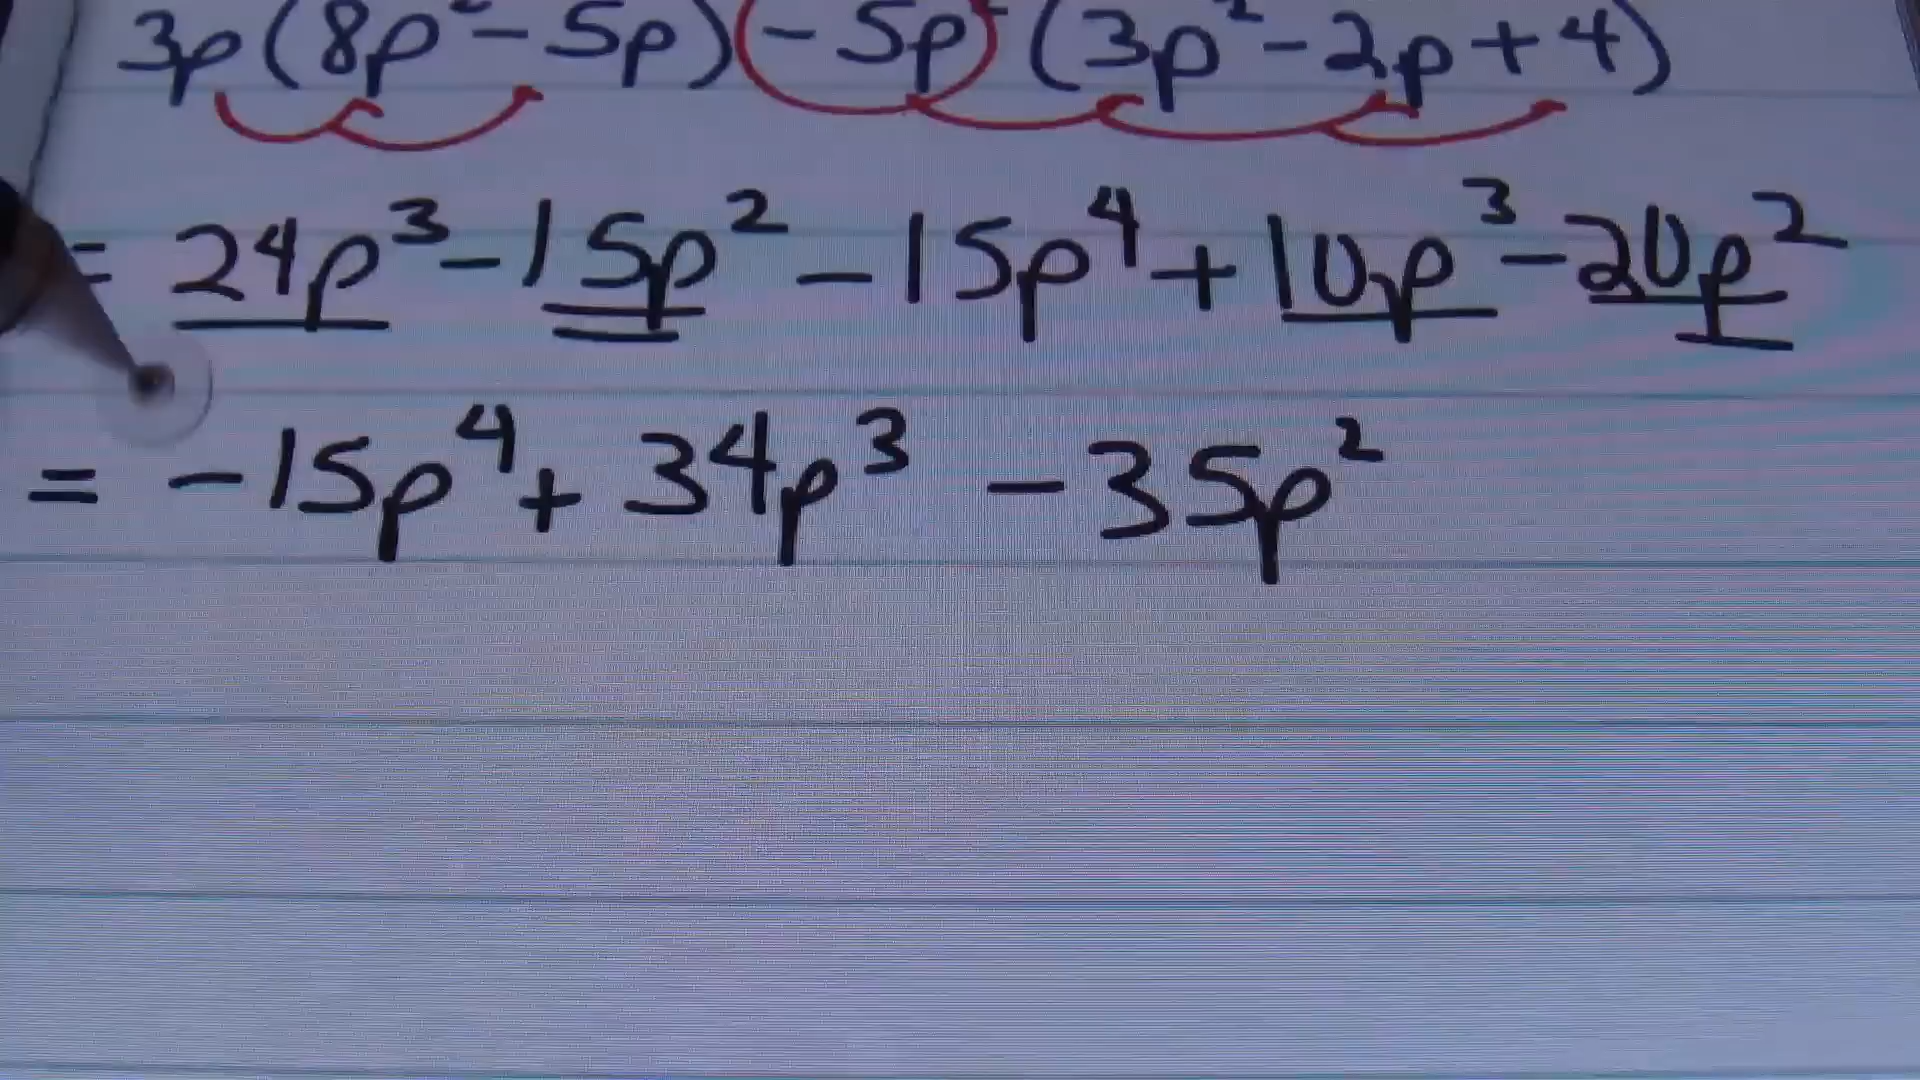 3p(8p² - 5p) - 5p² (3p² - 2p + 4)
= 24p³ - 15p² - 15p⁴ + 10p³ - 20p²
= -15p⁴ + 34p³ - 35p²